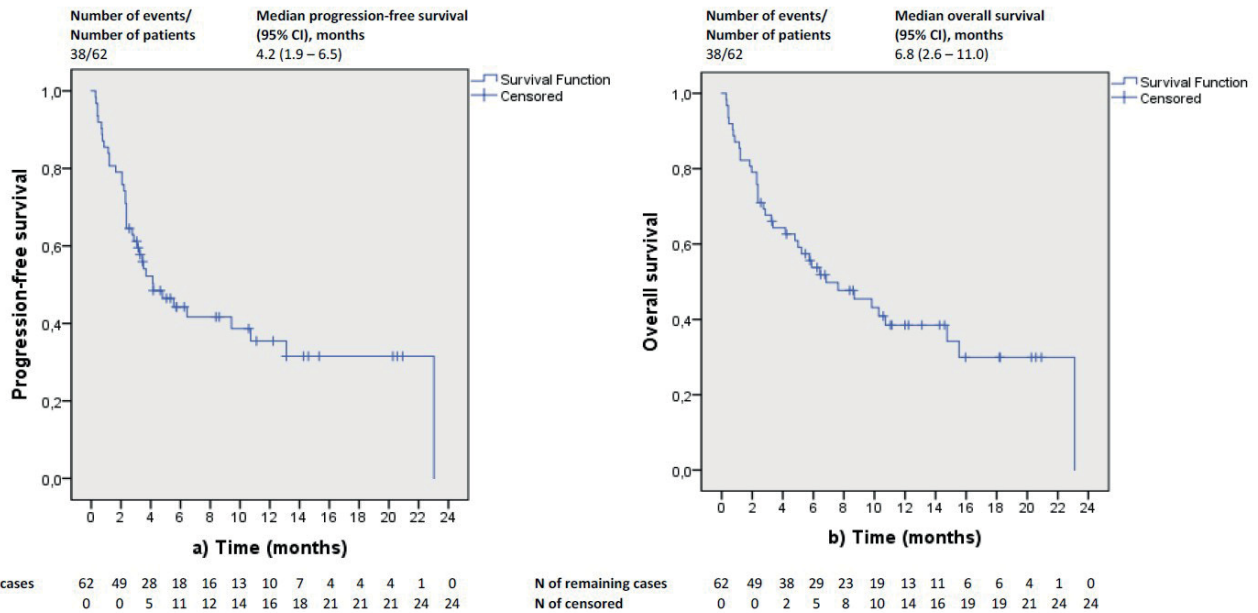 Number of events/
Number of patients
38/62
Median progression-free survival
(95% CI), months
4.2 (1.9 – 6.5)
Survival Function
Censored
Progression-free survival
1,0
0,8
0,6
0,4
0,2
0,0
0 2 4 6 8 10 12 14 16 18 20 22 24
a) Time (months)
cases 62 49 28 18 16 13 10 7 4 4 4 1 0
0 0 5 11 12 14 16 18 21 21 21 24 24
Number of events/
Number of patients
38/62
Median overall survival
(95% CI), months
6.8 (2.6 – 11.0)
Survival Function
Censored
Overall survival
1,0
0,8
0,6
0,4
0,2
0,0
0 2 4 6 8 10 12 14 16 18 20 22 24
b) Time (months)
N of remaining cases 62 49 38 29 23 19 13 11 6 6 4 1 0
N of censored 0 0 2 5 8 10 14 16 19 19 21 24 24